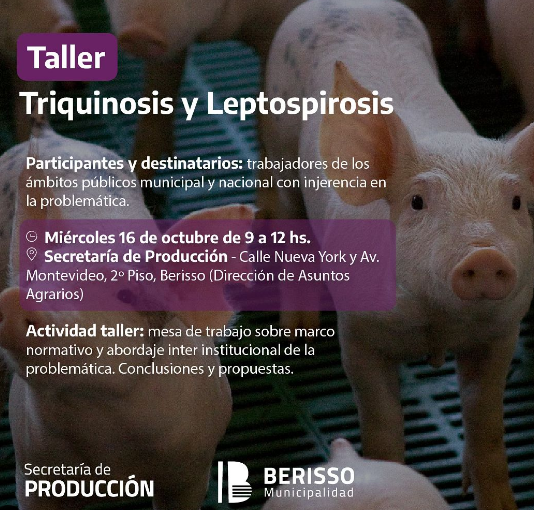 Taller
Triquinosis y Leptospirosis
Participantes y destinatarios: trabajadores de los
ámbitos públicos municipal y nacional con injerencia en
la problemática.
Miércoles 16 de octubre de 9 a 12 hs.
Secretaría de Producción - Calle Nueva York y Av.
Montevideo, 2º Piso, Berisso (Dirección de Asuntos
Agrarios)
Actividad taller: mesa de trabajo sobre marco
normativo y abordaje inter institucional de la
problemática. Conclusiones y propuestas.
Secretaría de
PRODUCCIÓN
BERISSO
Municipalidad